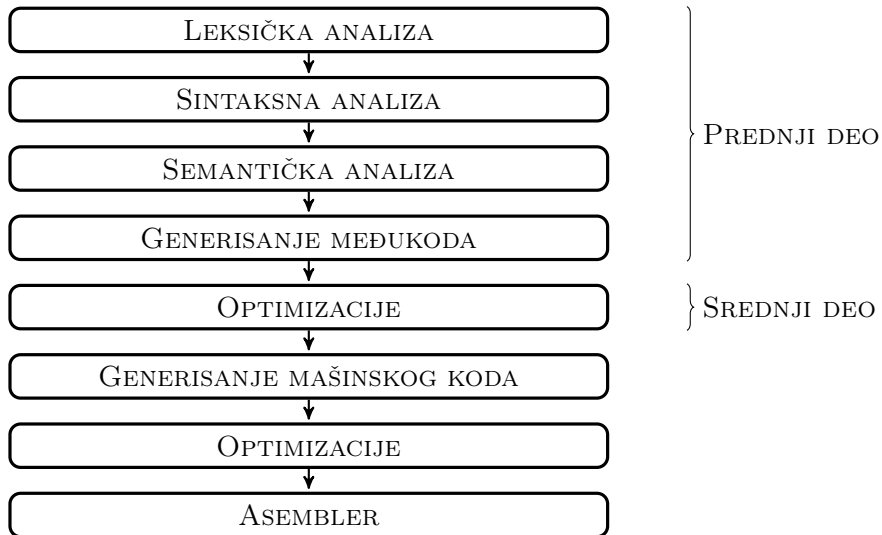 Leksička analiza
Sintaksna analiza
Semantička analiza
Generisanje međukoda
Prednji deo
Optimizacije
Srednji deo
Generisanje mašinskog koda
Optimizacije
Asembler